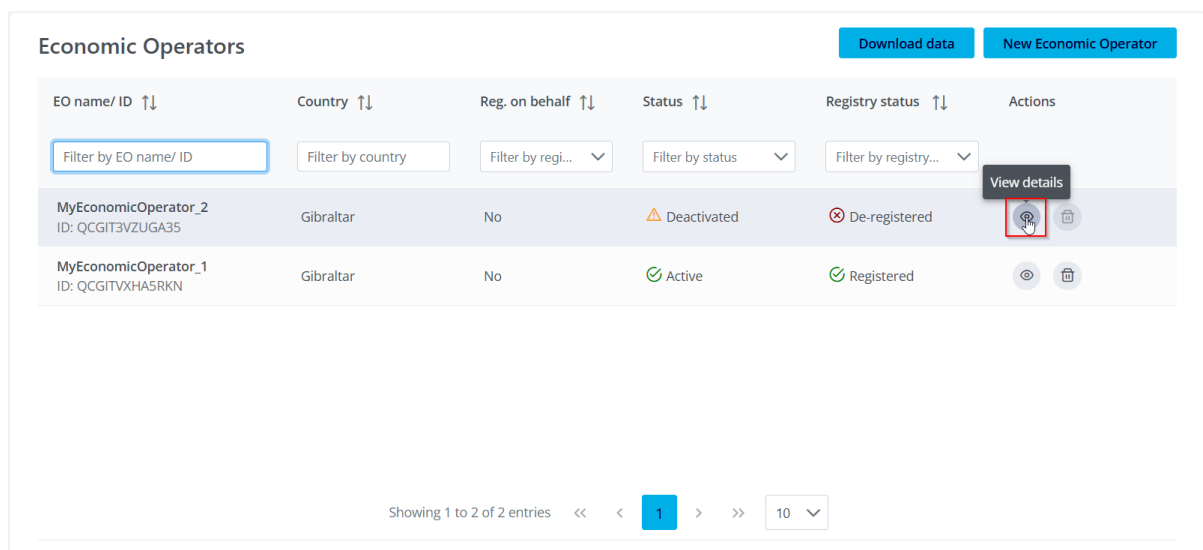 Economic Operators
Download data
New Economic Operator
EO name/ ID
Country
Reg. on behalf
Status
Registry status
Actions
Filter by EO name/ ID
Filter by country
Filter by regi...
Filter by status
Filter by registry...
View details
MyEconomicOperator_2
ID: QCGIT3VZUGA35
Gibraltar
No
Deactivated
De-registered
MyEconomicOperator_1
ID: QCGITVXHA5RKN
Gibraltar
No
Active
Registered
Showing 1 to 2 of 2 entries
1
10